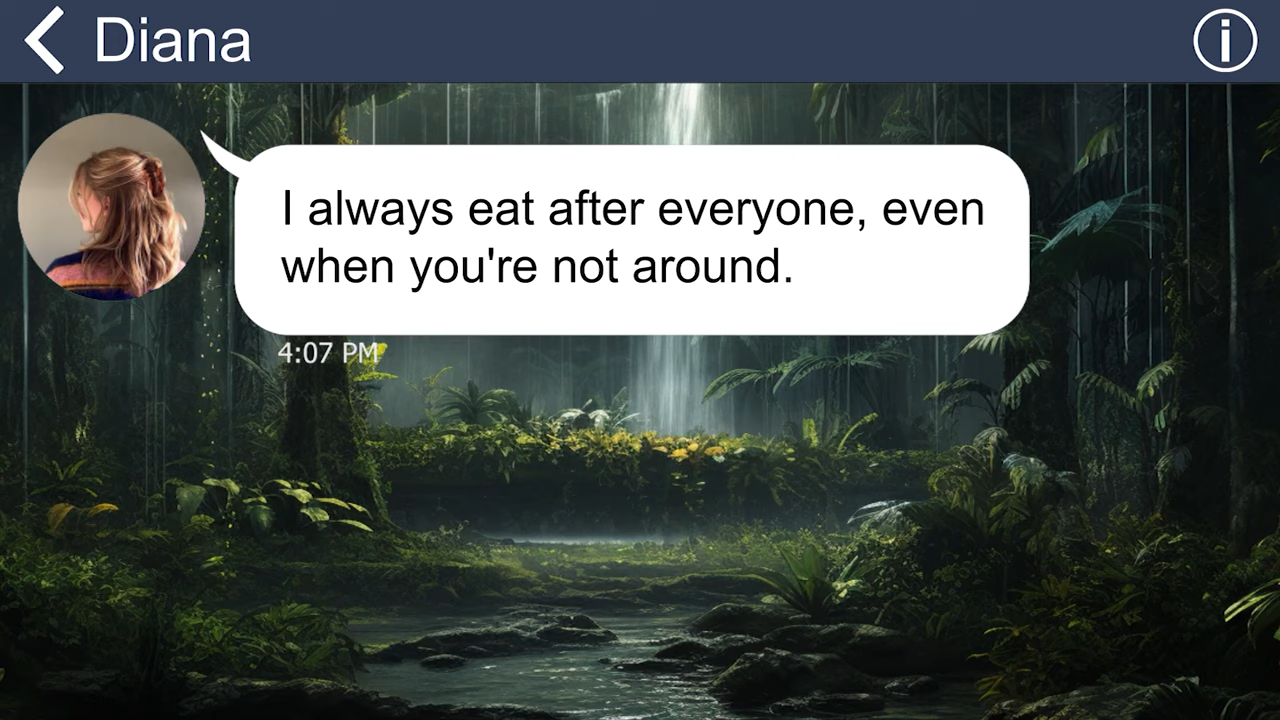 Diana
I always eat after everyone, even
when you're not around.
4:07 PM